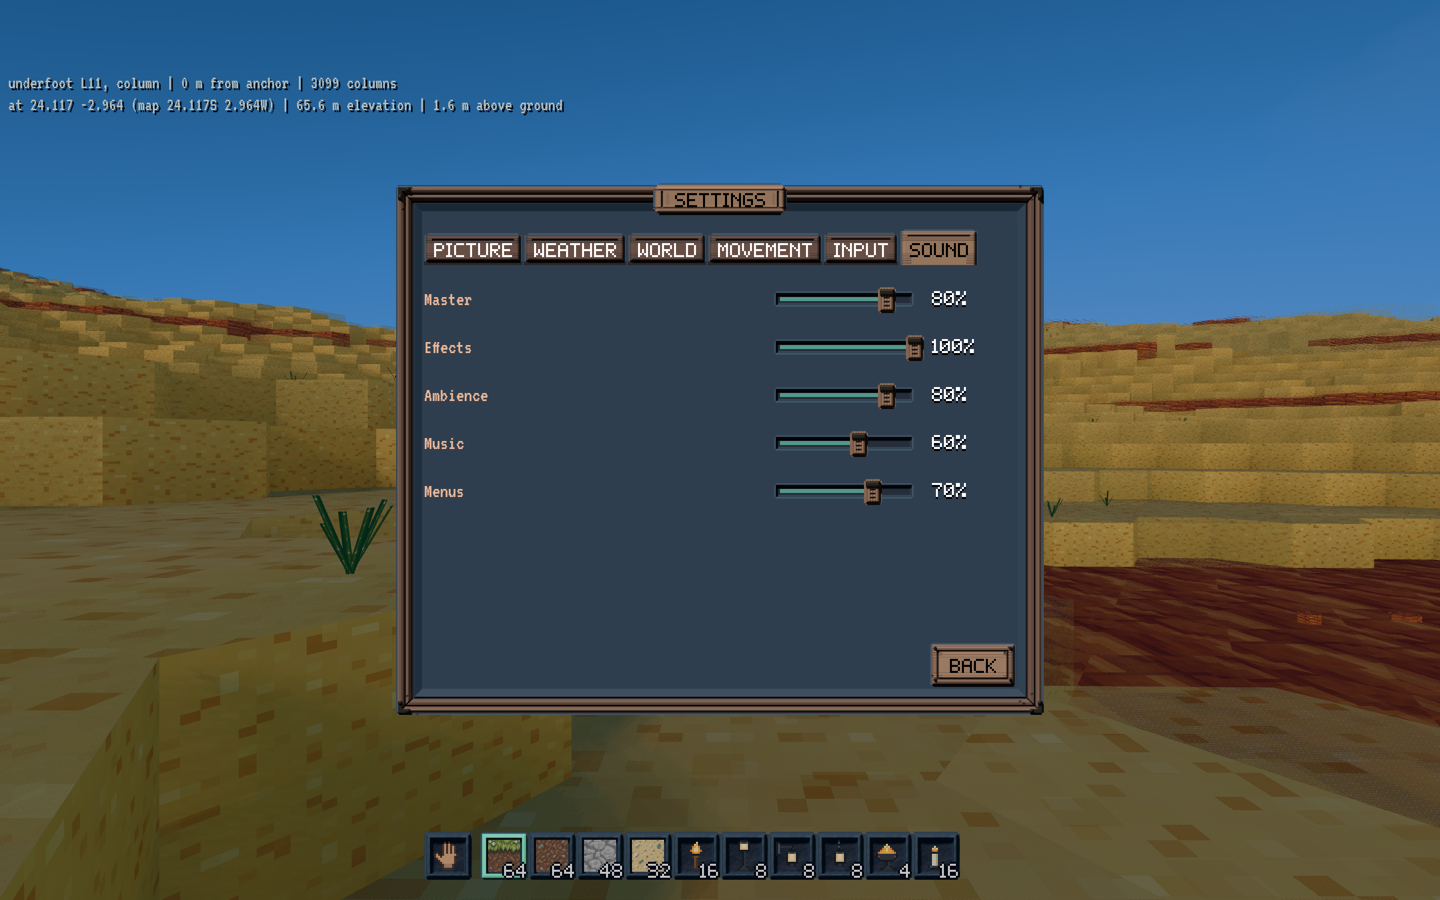 underfoot L11, column | 0 m from anchor | 3099 columns
at 24.117 -2.964 (map 24.117S 2.964W) | 65.6 m elevation | 1.6 m above ground
SETTINGS
PICTURE WEATHER WORLD MOVEMENT INPUT SOUND
Master 80%
Effects 100%
Ambience 80%
Music 60%
Menus 70%
BACK
64 64 48 32 16 8 8 8 4 16